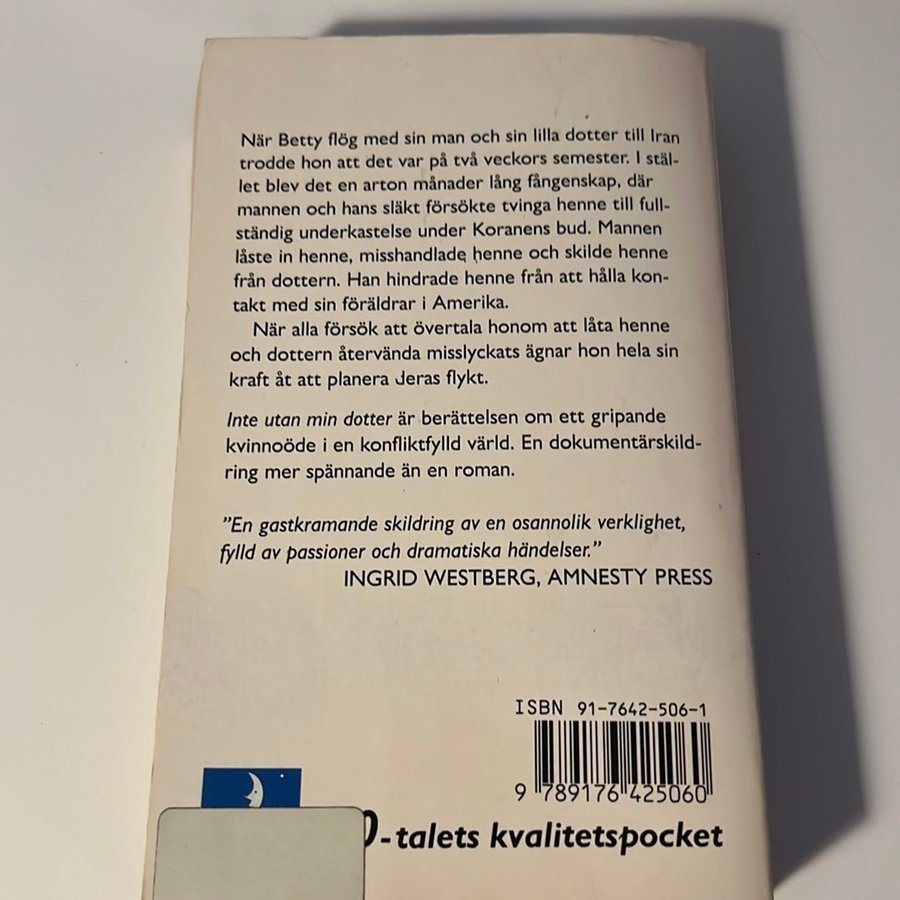 När Betty flög med sin man och sin lilla dotter till Iran
trodde hon att det var på två veckors semester. I stäl-
let blev det en arton månader lång fångenskap, där
mannen och hans släkt försökte tvinga henne till full-
ständig underkastelse under Koranens bud. Mannen
låste in henne, misshandlade henne och skilde henne
från dottern. Han hindrade henne från att hålla kon-
takt med sin föräldrar i Amerika.
När alla försök att övertala honom att låta henne
och dottern återvända misslyckats ägnar hon hela sin
kraft åt att planera deras flykt.
Inte utan min dotter är berättelsen om ett gripande
kvinnoöde i en konfliktfylld värld. En dokumentärskild-
ring mer spännande än en roman.
”En gastkramande skildring av en osannolik verklighet,
fylld av passioner och dramatiska händelser.”
INGRID WESTBERG, AMNESTY PRESS
ISBN 91-7642-506-1
9 789176 425060
0-talets kvalitetspocket